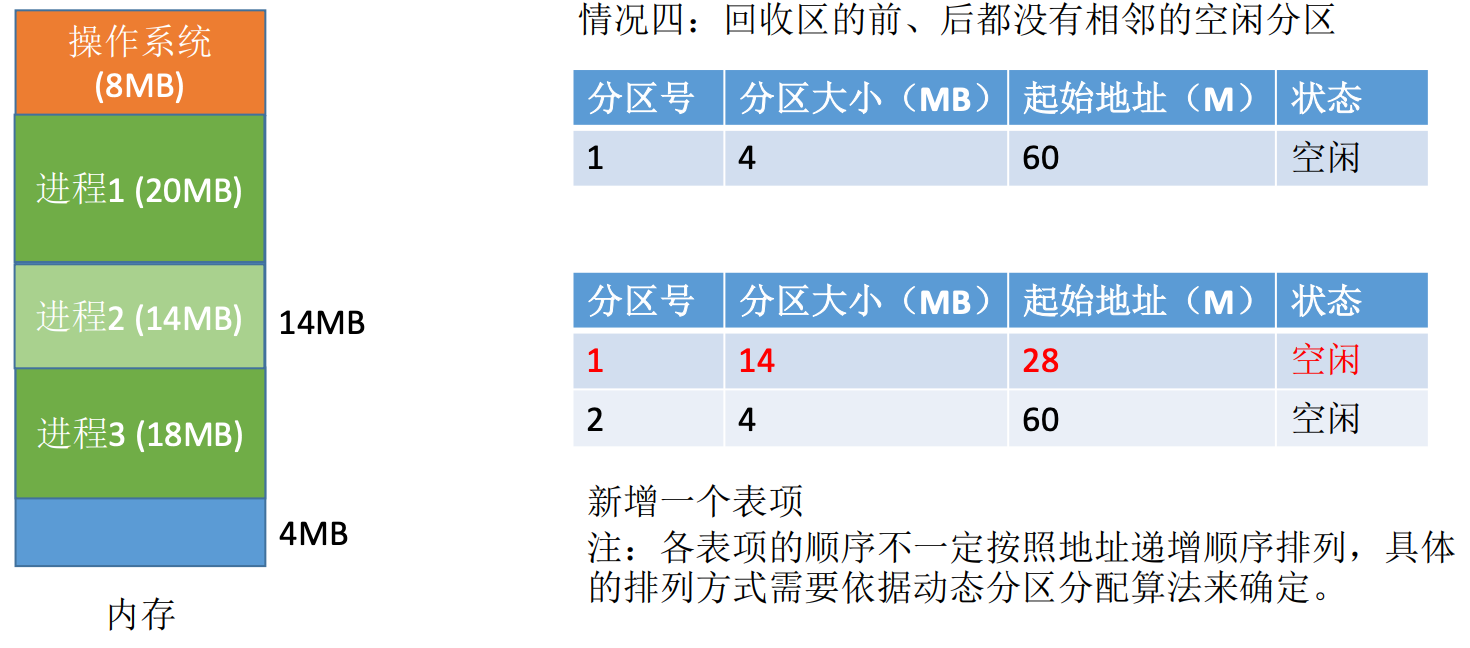 操作系统
(8MB)
进程1 (20MB)
进程2 (14MB)
14MB
进程3 (18MB)
4MB
内存
情况四：回收区的前、后都没有相邻的空闲分区
分区号 分区大小（MB） 起始地址（M） 状态
1 4 60 空闲
分区号 分区大小（MB） 起始地址（M） 状态
1 14 28 空闲
2 4 60 空闲
新增一个表项
注：各表项的顺序不一定按照地址递增顺序排列，具体
的排列方式需要依据动态分区分配算法来确定。